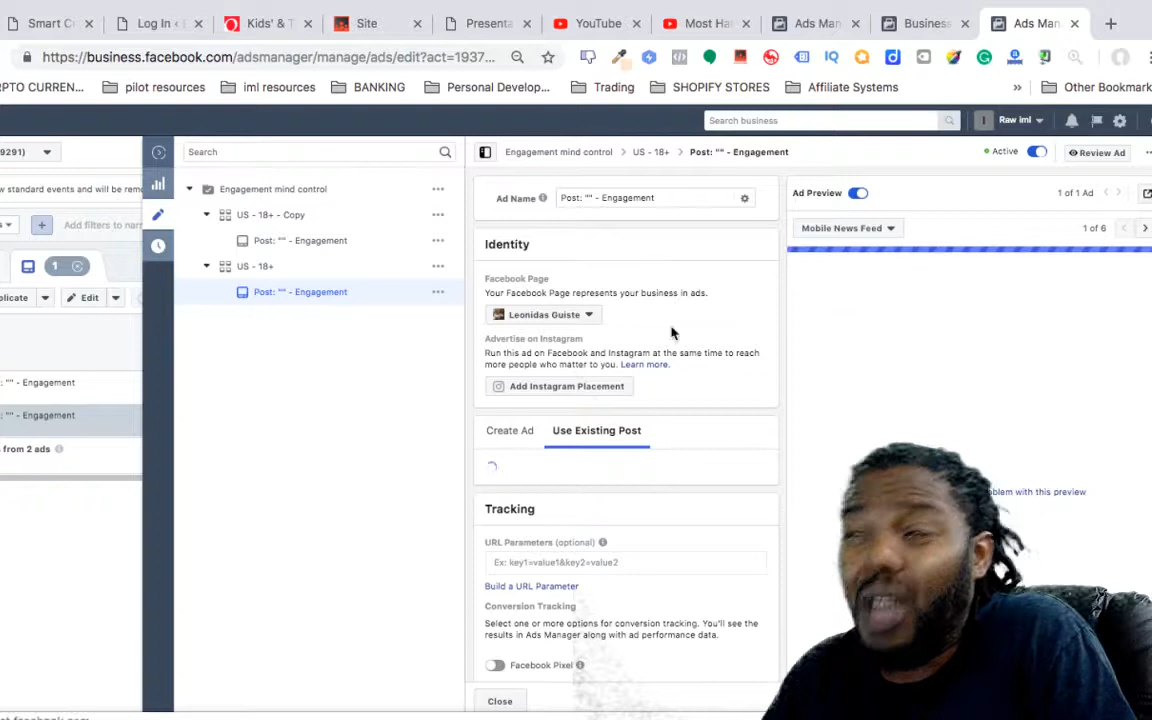 Smart C
Log In ‹
Kids' & T
Site
Presenta
YouTube
Most Ha
Ads Man
Business
Ads Man
https://business.facebook.com/adsmanager/manage/ads/edit?act=1937...
PTO CURREN...
pilot resources
iml resources
BANKING
Personal Develop...
Trading
SHOPIFY STORES
Affiliate Systems
»
Other Bookmark
Search business
Raw iml
9291)
Search
Engagement mind control
US - 18+
Post: "" - Engagement
Active
Review Ad
w standard events and will be rem
Engagement mind control
Ad Name
Post: "" - Engagement
Ad Preview
1 of 1 Ad
s
Add filters to narr
US - 18+ - Copy
Mobile News Feed
1 of 6
Post: "" - Engagement
Identity
1
US - 18+
Facebook Page
Your Facebook Page represents your business in ads.
plicate
Edit
Post: "" - Engagement
Leonidas Guiste
Advertise on Instagram
Run this ad on Facebook and Instagram at the same time to reach
more people who matter to you. Learn more.
: "" - Engagement
Add Instagram Placement
: "" - Engagement
Create Ad
Use Existing Post
from 2 ads
blem with this preview
Tracking
URL Parameters (optional)
Ex: key1=value1&key2=value2
Build a URL Parameter
Conversion Tracking
Select one or more options for conversion tracking. You'll see the
results in Ads Manager along with ad performance data.
Facebook Pixel
Close